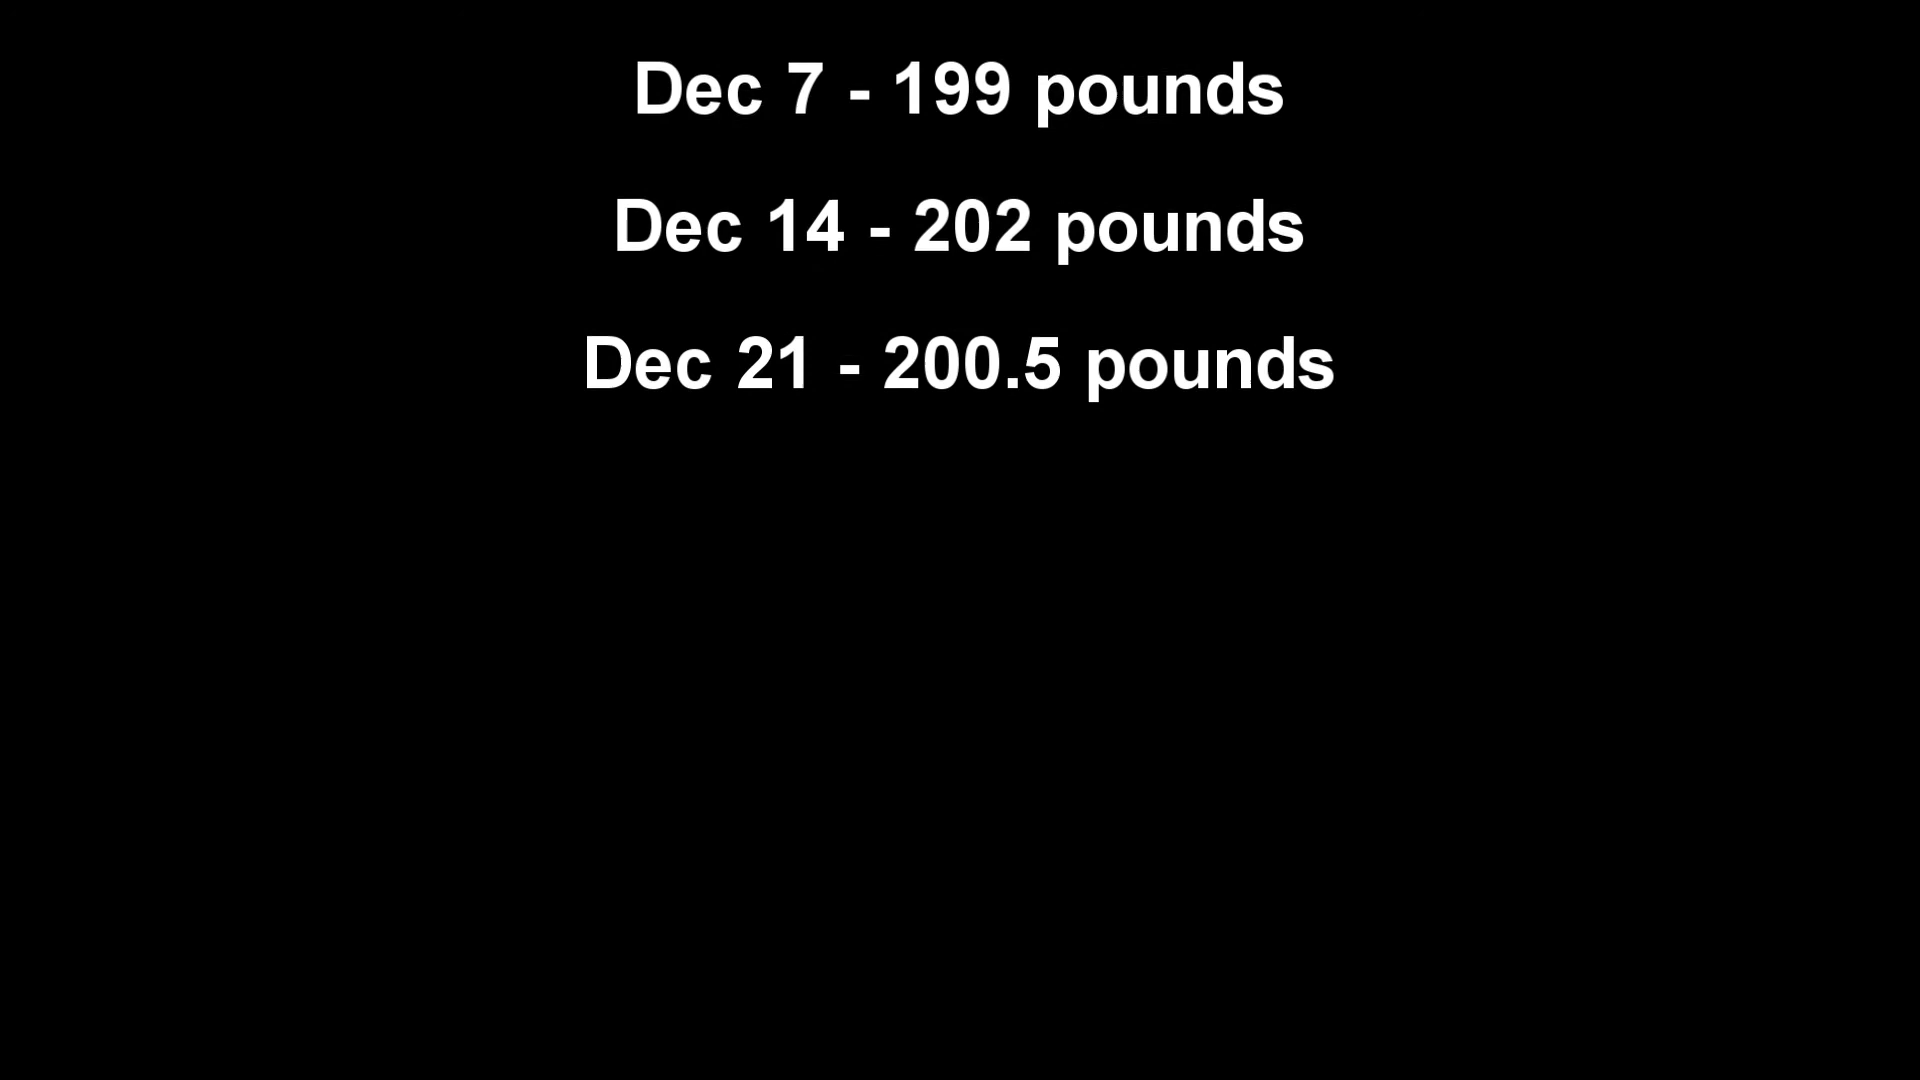 Dec 7 - 199 pounds
Dec 14 - 202 pounds
Dec 21 - 200.5 pounds